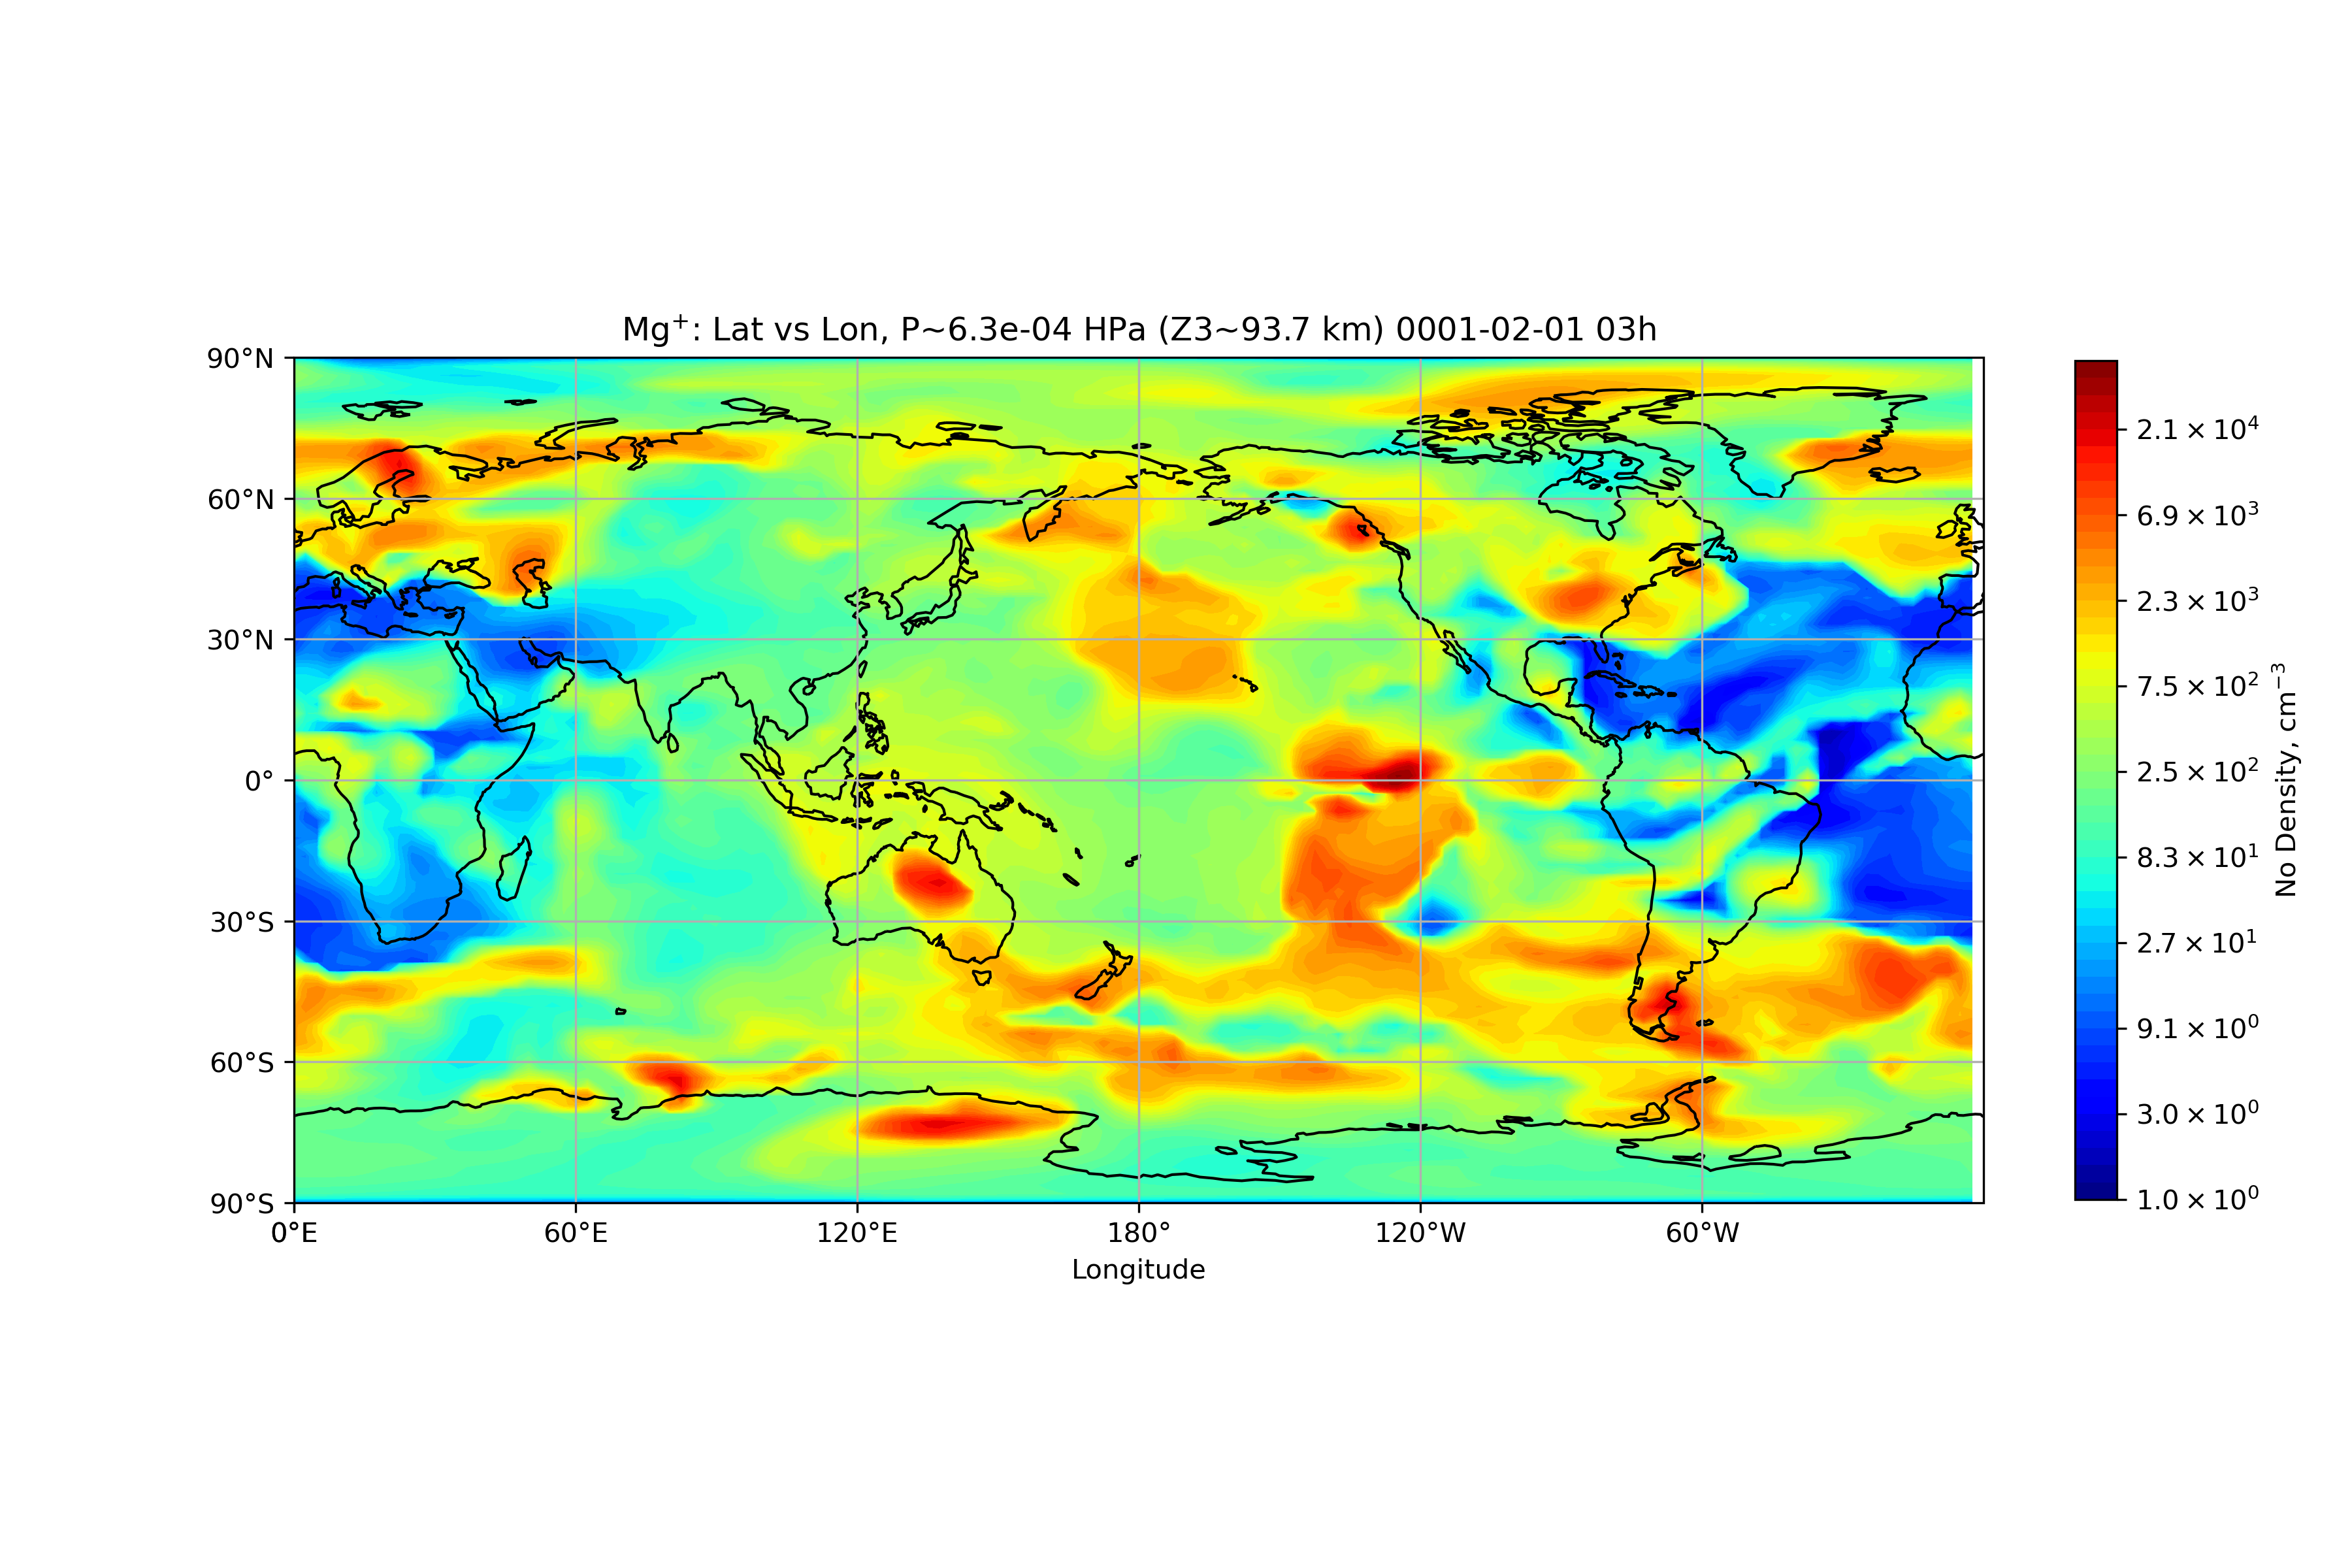 Mg⁺: Lat vs Lon, P~6.3e-04 HPa (Z3~93.7 km) 0001-02-01 03h
90°N
60°N
30°N
0°
30°S
60°S
90°S
0°E 60°E 120°E 180° 120°W 60°W
Longitude
2.1 × 10⁴
6.9 × 10³
2.3 × 10³
7.5 × 10²
2.5 × 10²
8.3 × 10¹
2.7 × 10¹
9.1 × 10⁰
3.0 × 10⁰
1.0 × 10⁰
No Density, cm⁻³